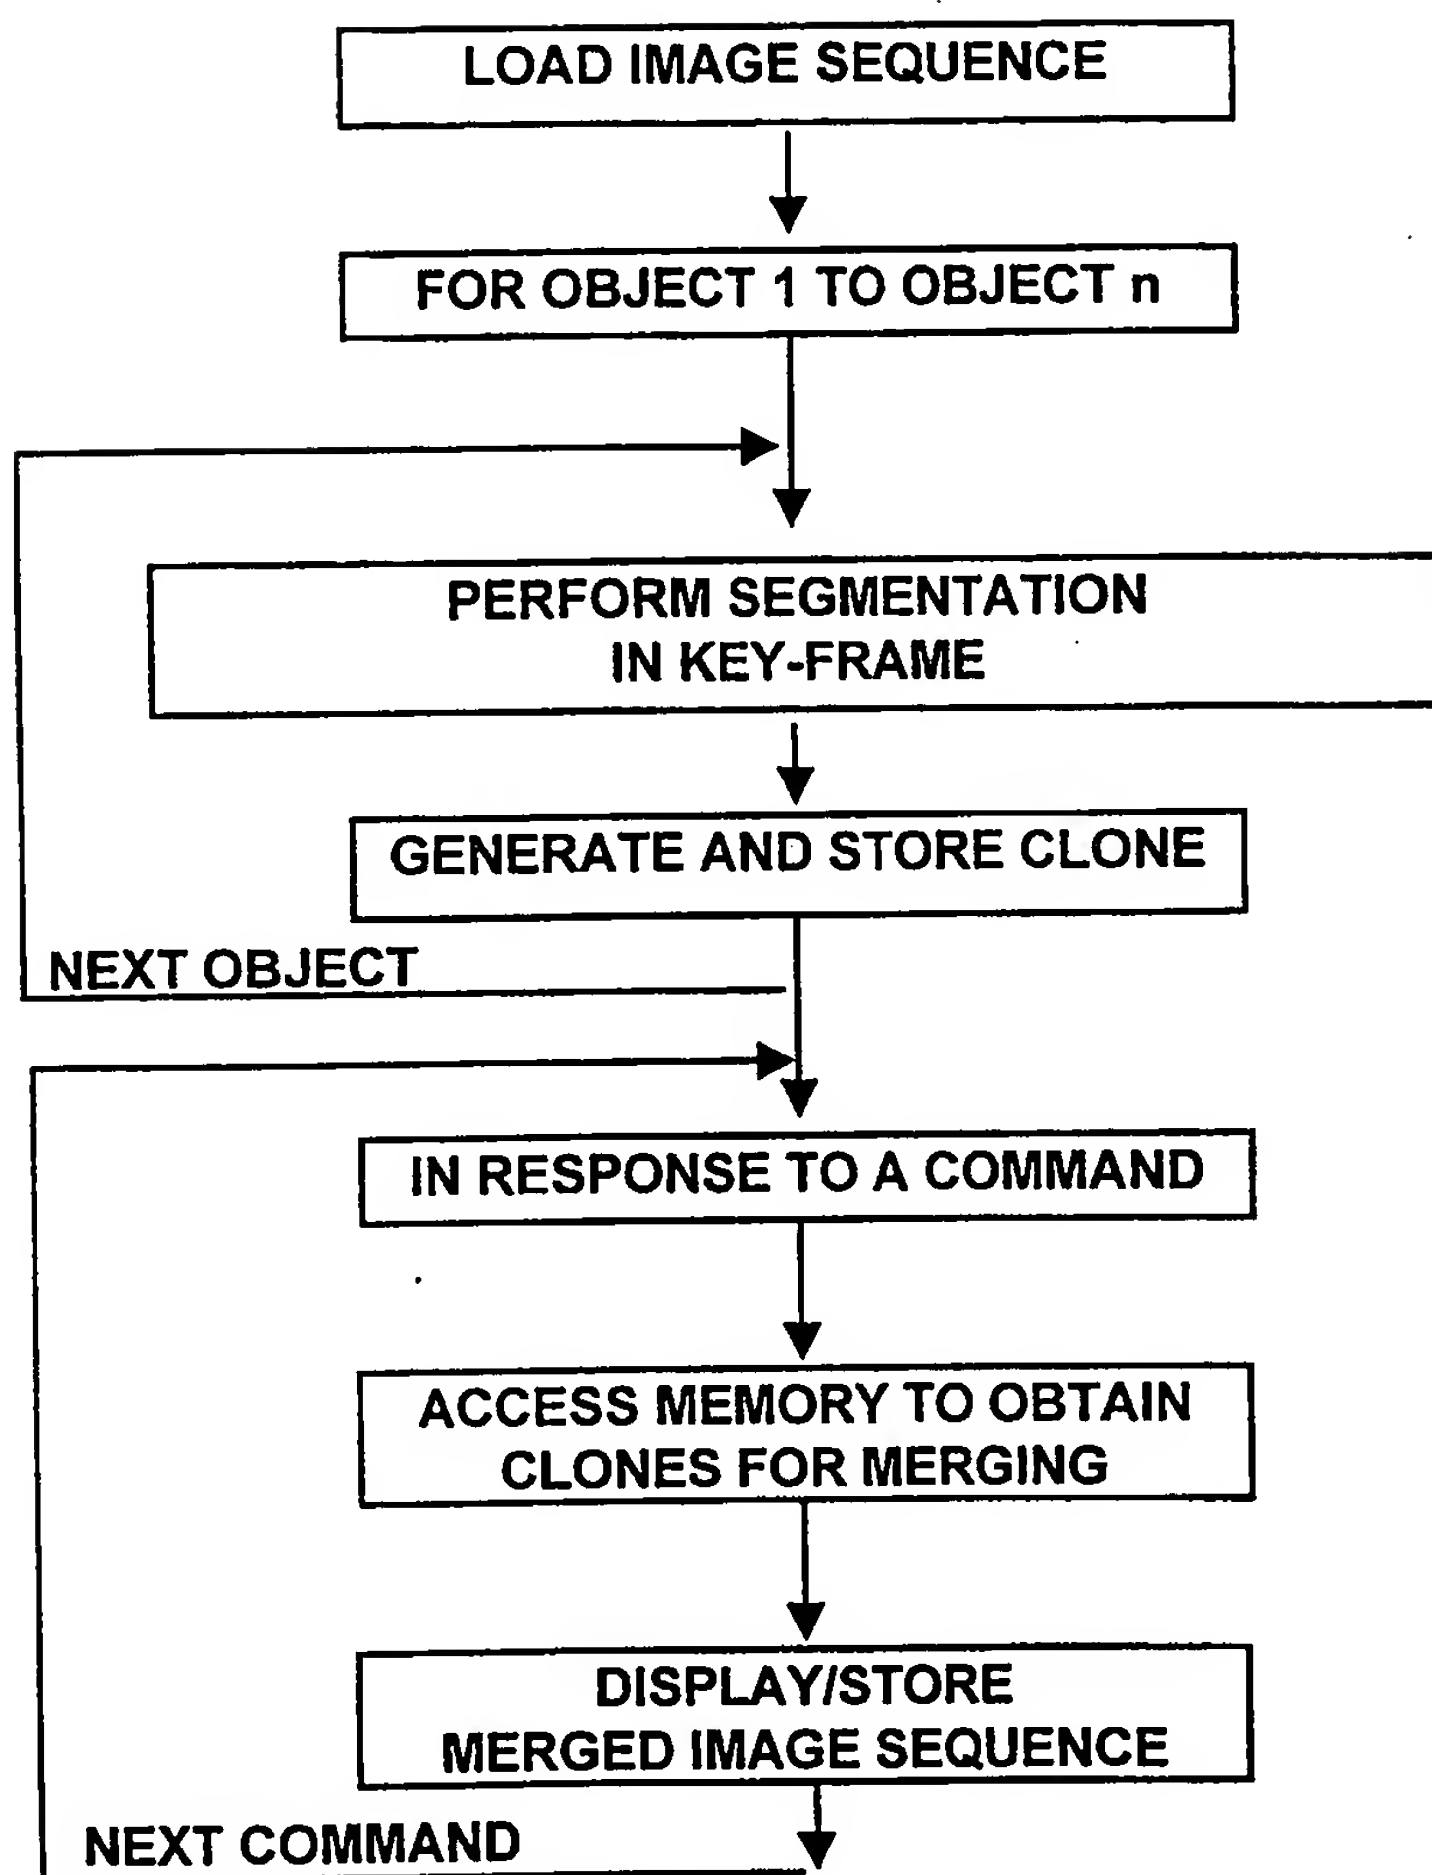 LOAD IMAGE SEQUENCE
FOR OBJECT 1 TO OBJECT n
PERFORM SEGMENTATION
IN KEY-FRAME
GENERATE AND STORE CLONE
NEXT OBJECT
IN RESPONSE TO A COMMAND
ACCESS MEMORY TO OBTAIN
CLONES FOR MERGING
DISPLAY/STORE
MERGED IMAGE SEQUENCE
NEXT COMMAND